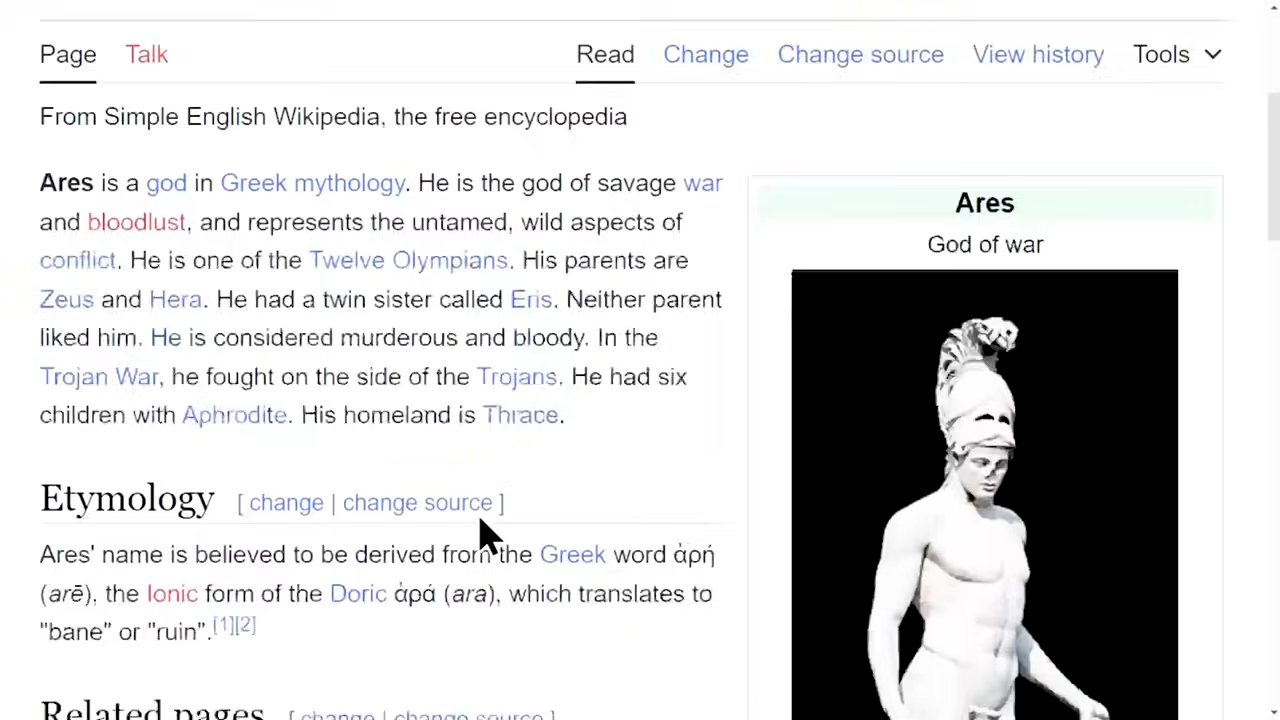 Page Talk Read Change Change source View history Tools
From Simple English Wikipedia, the free encyclopedia
Ares is a god in Greek mythology. He is the god of savage war
and bloodlust, and represents the untamed, wild aspects of
conflict. He is one of the Twelve Olympians. His parents are
Zeus and Hera. He had a twin sister called Eris. Neither parent
liked him. He is considered murderous and bloody. In the
Trojan War, he fought on the side of the Trojans. He had six
children with Aphrodite. His homeland is Thrace.
Ares
God of war
Etymology [ change | change source ]
Ares' name is believed to be derived from the Greek word ἀρή
(arē), the Ionic form of the Doric ἀρά (ara), which translates to
"bane" or "ruin".[1][2]
Related pages [ change | change source ]